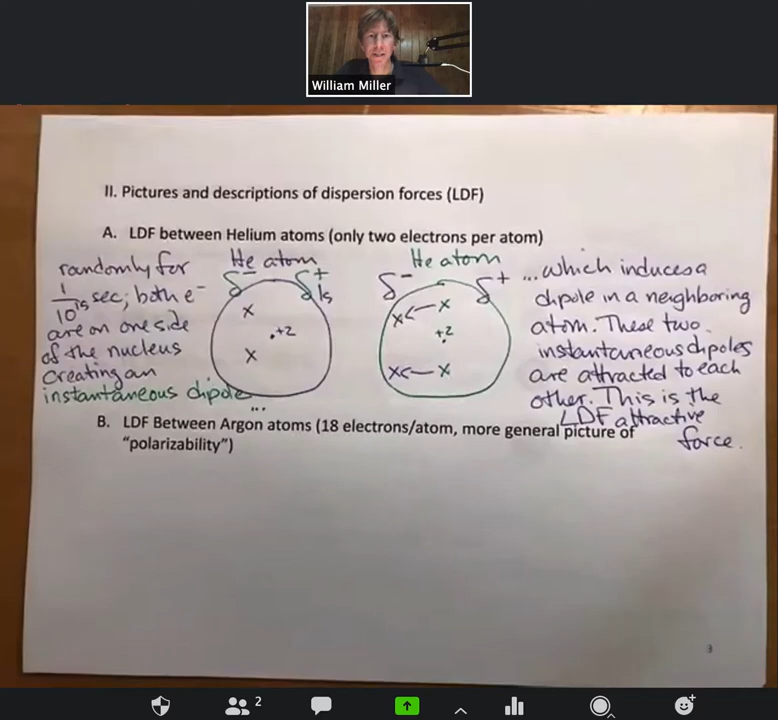 William Miller
II. Pictures and descriptions of dispersion forces (LDF)
A. LDF between Helium atoms (only two electrons per atom)
randomly for
1/10^15 sec; both e-
are on one side
of the nucleus
creating an
instantaneous dipole
...
He atom
δ- δ+
1s
x
.+2
x
He atom
δ- δ+
x ← x
+2
x ← x
...which induces a
dipole in a neighboring
atom. These two
instantaneous dipoles
are attracted to each
other. This is the
LDF attractive
force.
B. LDF Between Argon atoms (18 electrons/atom, more general picture of
"polarizability")
3
2